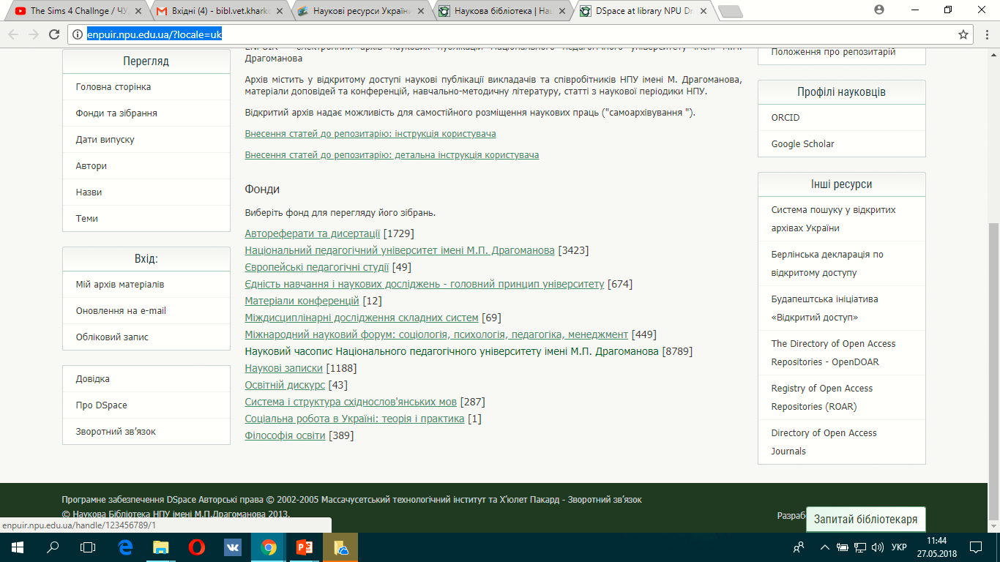 The Sims 4 Challnge / ЧУ
Вхідні (4) - bibl.vet.kharko
Наукові ресурси України
Наукова бібліотека | Нац
DSpace at library NPU Dr
enpuir.npu.edu.ua/?locale=uk
Перегляд
Головна сторінка
Фонди та зібрання
Дати випуску
Автори
Назви
Теми
Вхід:
Мій архів матеріалів
Оновлення на e-mail
Обліковий запис
Довідка
Про DSpace
Зворотний зв’язок
Драгоманова
Архів містить у відкритому доступі наукові публікації викладачів та співробітників НПУ імені М. Драгоманова,
матеріали доповідей та конференцій, навчально-методичну літературу, статті з наукової періодики НПУ.
Відкритий архів надає можливість для самостійного розміщення наукових праць ("самоархівування ").
Внесення статей до репозитарію: інструкція користувача
Внесення статей до репозитарію: детальна інструкція користувача
Фонди
Виберіть фонд для перегляду його зібрань.
Автореферати та дисертації [1729]
Національний педагогічний університет імені М.П. Драгоманова [3423]
Європейські педагогічні студії [49]
Єдність навчання і наукових досліджень - головний принцип університету [674]
Матеріали конференцій [12]
Міждисциплінарні дослідження складних систем [69]
Міжнародний науковий форум: соціологія, психологія, педагогіка, менеджмент [449]
Науковий часопис Національного педагогічного університету імені М.П. Драгоманова [8789]
Наукові записки [1188]
Освітній дискурс [43]
Система і структура східнослов'янських мов [287]
Соціальна робота в Україні: теорія і практика [1]
Філософія освіти [389]
Положення про репозитарій
Профілі науковців
ORCID
Google Scholar
Інші ресурси
Система пошуку у відкритих
архівах України
Берлінська декларація по
відкритому доступу
Будапештська ініціатива
«Відкритий доступ»
The Directory of Open Access
Repositories - OpenDOAR
Registry of Open Access
Repositories (ROAR)
Directory of Open Access
Journals
Програмне забезпечення DSpace Авторські права © 2002-2005 Массачусетський технологічний інститут та Х’юлет Пакард - Зворотний зв’язок
© Наукова Бібліотека НПУ імені М.П.Драгоманова 2013.
Разроб
Запитай бібліотекаря
enpuir.npu.edu.ua/handle/123456789/1
УКР
11:44
27.05.2018